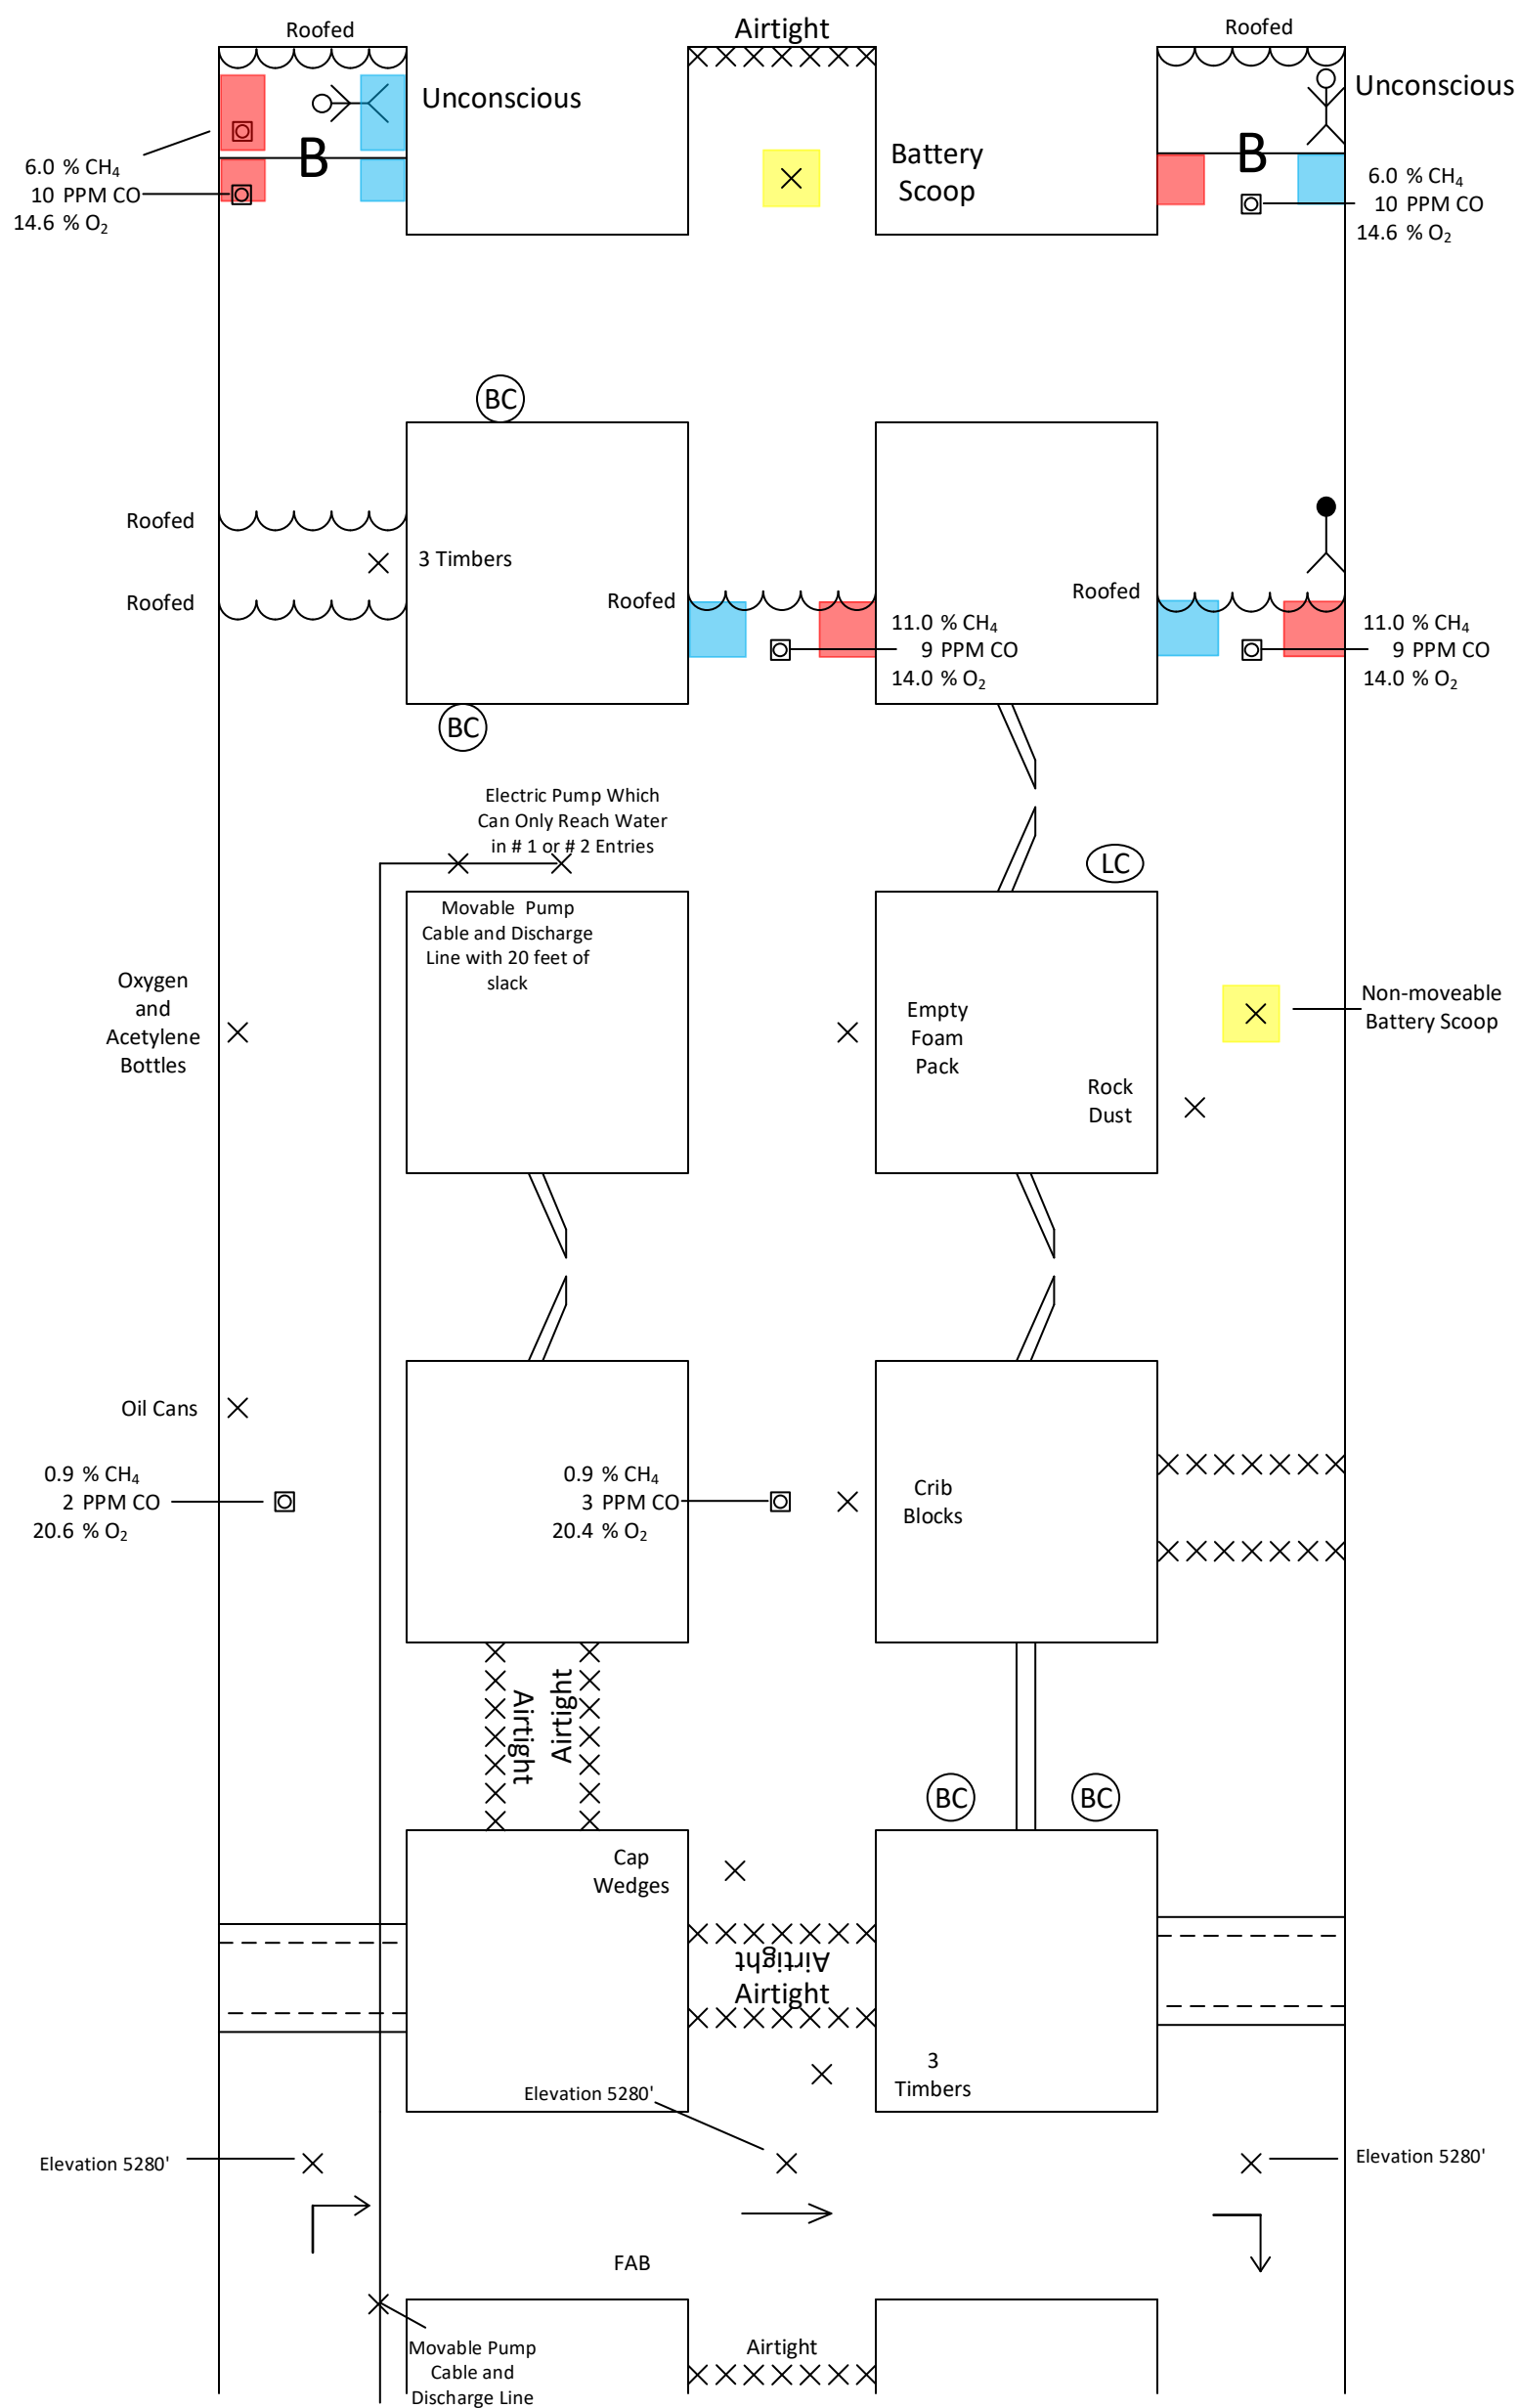 Roofed
Airtight
Roofed
Unconscious
Unconscious
B
B
6.0 % CH₄
10 PPM CO
14.6 % O₂
Battery
Scoop
6.0 % CH₄
10 PPM CO
14.6 % O₂
BC
Roofed
3 Timbers
Roofed
Roofed
Roofed
11.0 % CH₄
9 PPM CO
14.0 % O₂
11.0 % CH₄
9 PPM CO
14.0 % O₂
BC
Electric Pump Which
Can Only Reach Water
in # 1 or # 2 Entries
LC
Movable Pump
Cable and Discharge
Line with 20 feet of
slack
Oxygen
and
Acetylene
Bottles
Empty
Foam
Pack
Non-moveable
Battery Scoop
Rock
Dust
Oil Cans
0.9 % CH₄
2 PPM CO
20.6 % O₂
0.9 % CH₄
3 PPM CO
20.4 % O₂
Crib
Blocks
Airtight
Airtight
BC
BC
Cap
Wedges
Airtight
Airtight
3
Timbers
Elevation 5280'
Elevation 5280'
Elevation 5280'
FAB
Airtight
Movable Pump
Cable and
Discharge Line